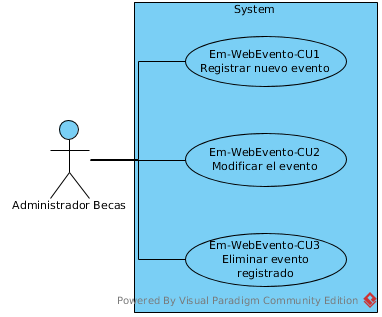 System
Em-WebEvento-CU1
Registrar nuevo evento
Em-WebEvento-CU2
Modificar el evento
Administrador Becas
Em-WebEvento-CU3
Eliminar evento
registrado
Powered By Visual Paradigm Community Edition